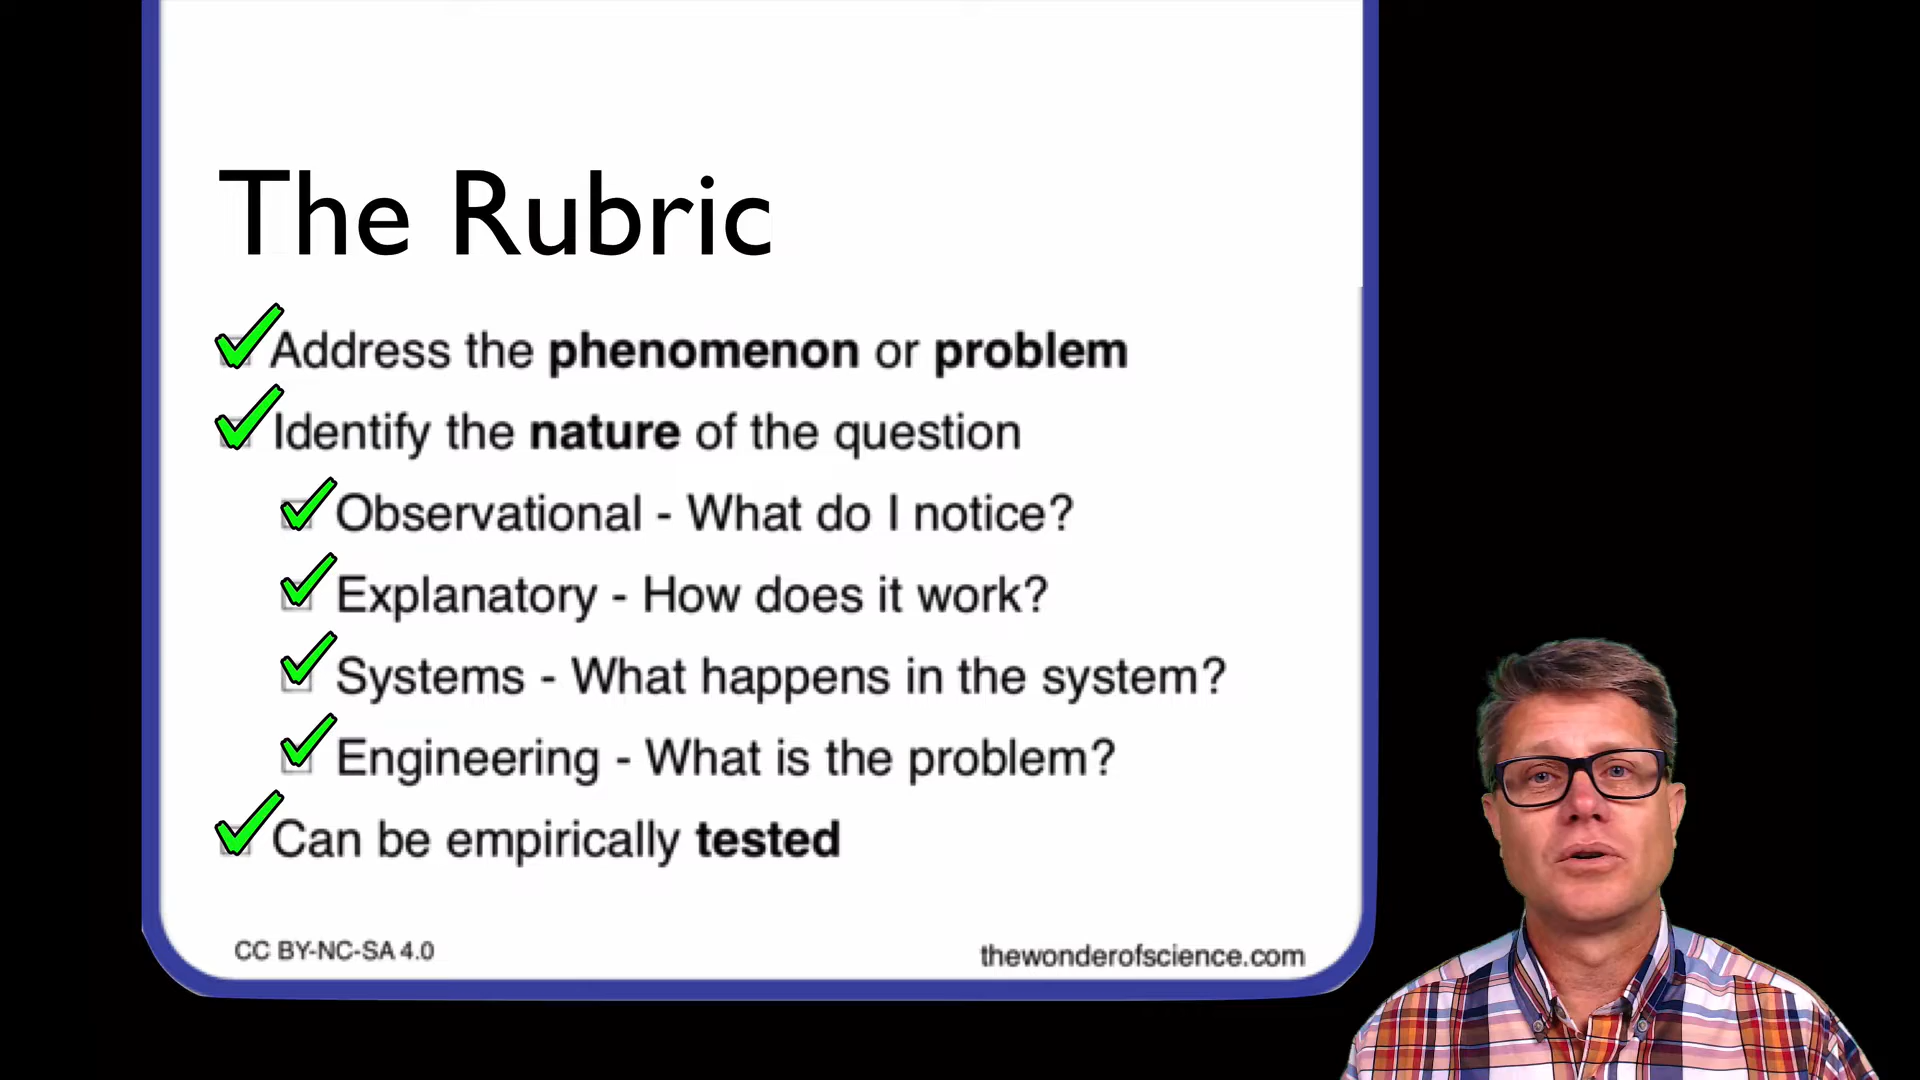 The Rubric
Address the phenomenon or problem
Identify the nature of the question
Observational - What do I notice?
Explanatory - How does it work?
Systems - What happens in the system?
Engineering - What is the problem?
Can be empirically tested
CC BY-NC-SA 4.0
thewonderofscience.com